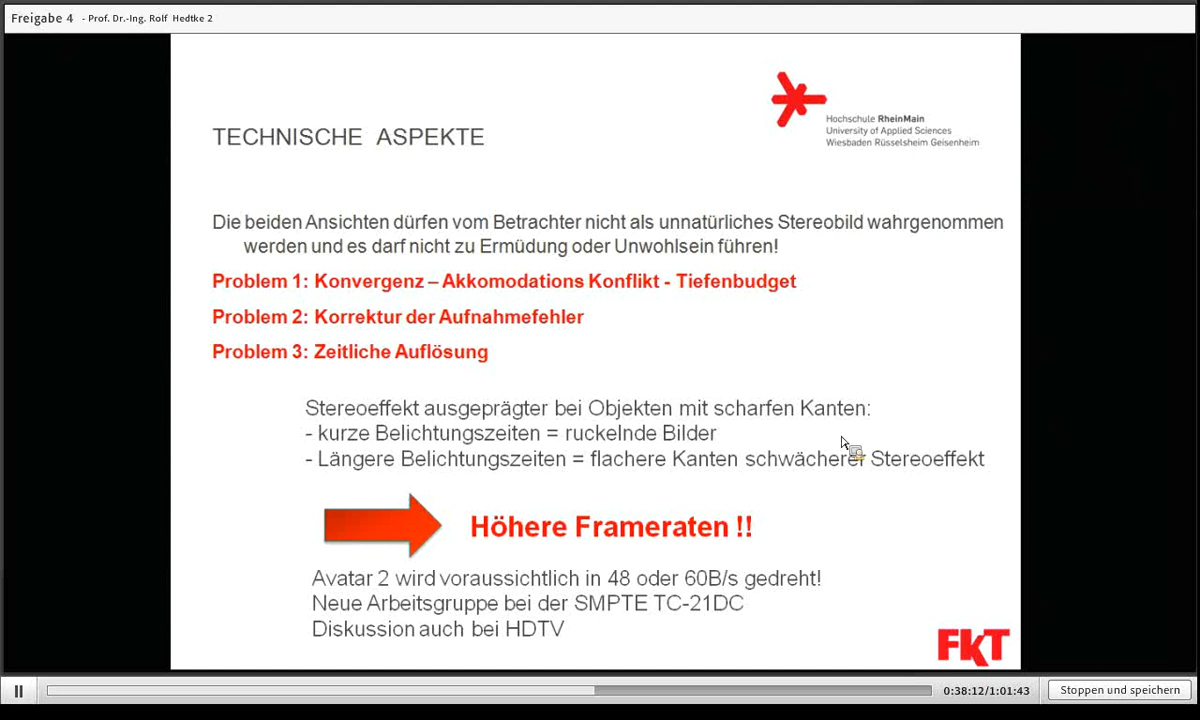 Freigabe 4 - Prof. Dr.-Ing. Rolf Hedtke 2
Hochschule RheinMain
University of Applied Sciences
Wiesbaden Rüsselsheim Geisenheim
TECHNISCHE ASPEKTE
Die beiden Ansichten dürfen vom Betrachter nicht als unnatürliches Stereobild wahrgenommen
werden und es darf nicht zu Ermüdung oder Unwohlsein führen!
Problem 1: Konvergenz – Akkomodations Konflikt - Tiefenbudget
Problem 2: Korrektur der Aufnahmefehler
Problem 3: Zeitliche Auflösung
Stereoeffekt ausgeprägter bei Objekten mit scharfen Kanten:
- kurze Belichtungszeiten = ruckelnde Bilder
- Längere Belichtungszeiten = flachere Kanten schwächerer Stereoeffekt
Höhere Frameraten !!
Avatar 2 wird voraussichtlich in 48 oder 60B/s gedreht!
Neue Arbeitsgruppe bei der SMPTE TC-21DC
Diskussion auch bei HDTV
FKT
0:38:12/1:01:43
Stoppen und speichern